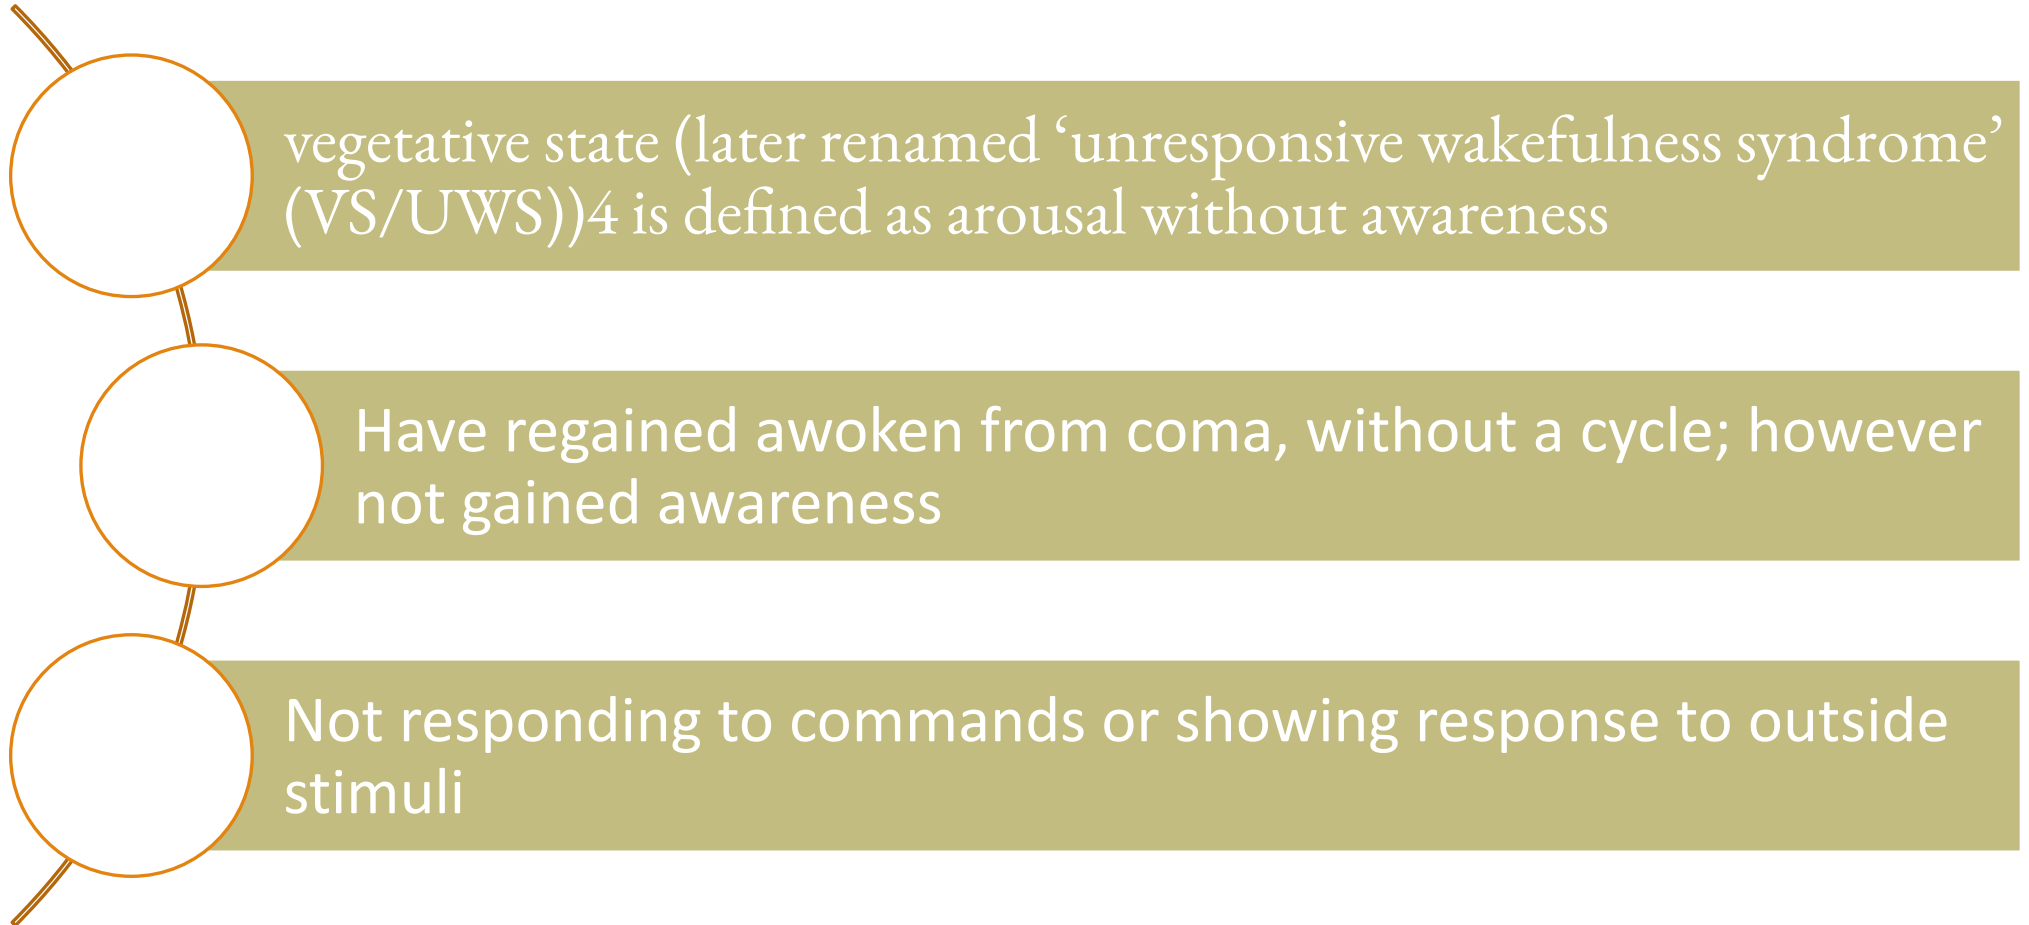 vegetative state (later renamed ‘unresponsive wakefulness syndrome’
(VS/UWS))4 is defined as arousal without awareness
Have regained awoken from coma, without a cycle; however
not gained awareness
Not responding to commands or showing response to outside
stimuli